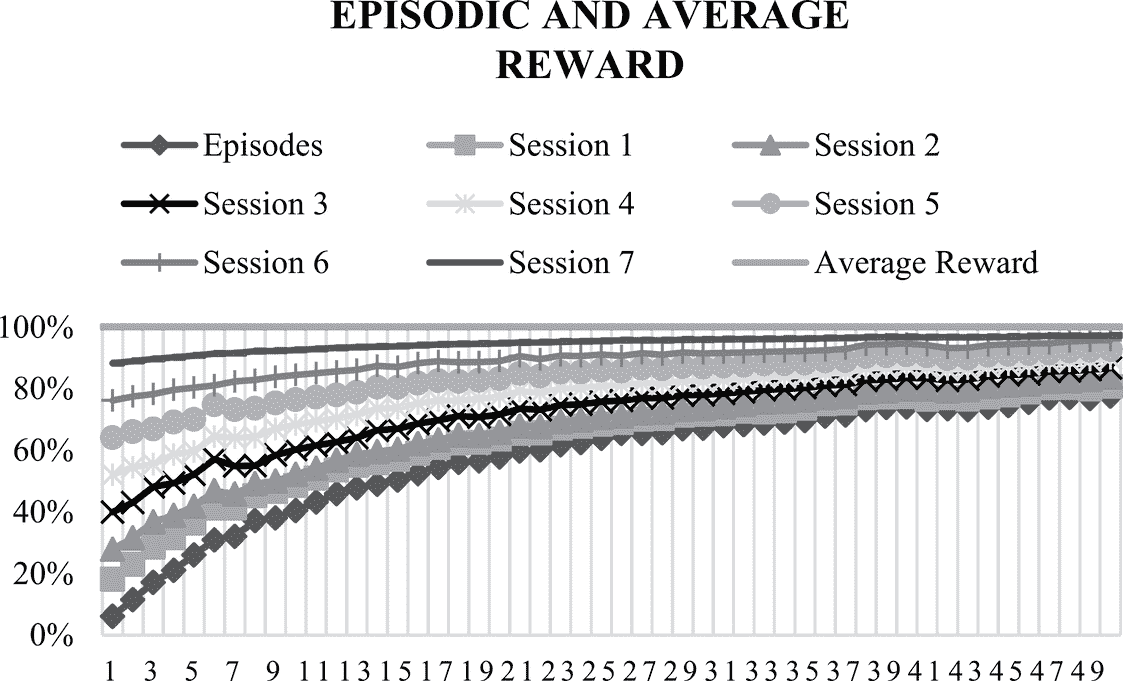 EPISODIC AND AVERAGE
REWARD
Episodes Session 1 Session 2
Session 3 Session 4 Session 5
Session 6 Session 7 Average Reward
100%
80%
60%
40%
20%
0%
1 3 5 7 9 11 13 15 17 19 21 23 25 27 29 31 33 35 37 39 41 43 45 47 49